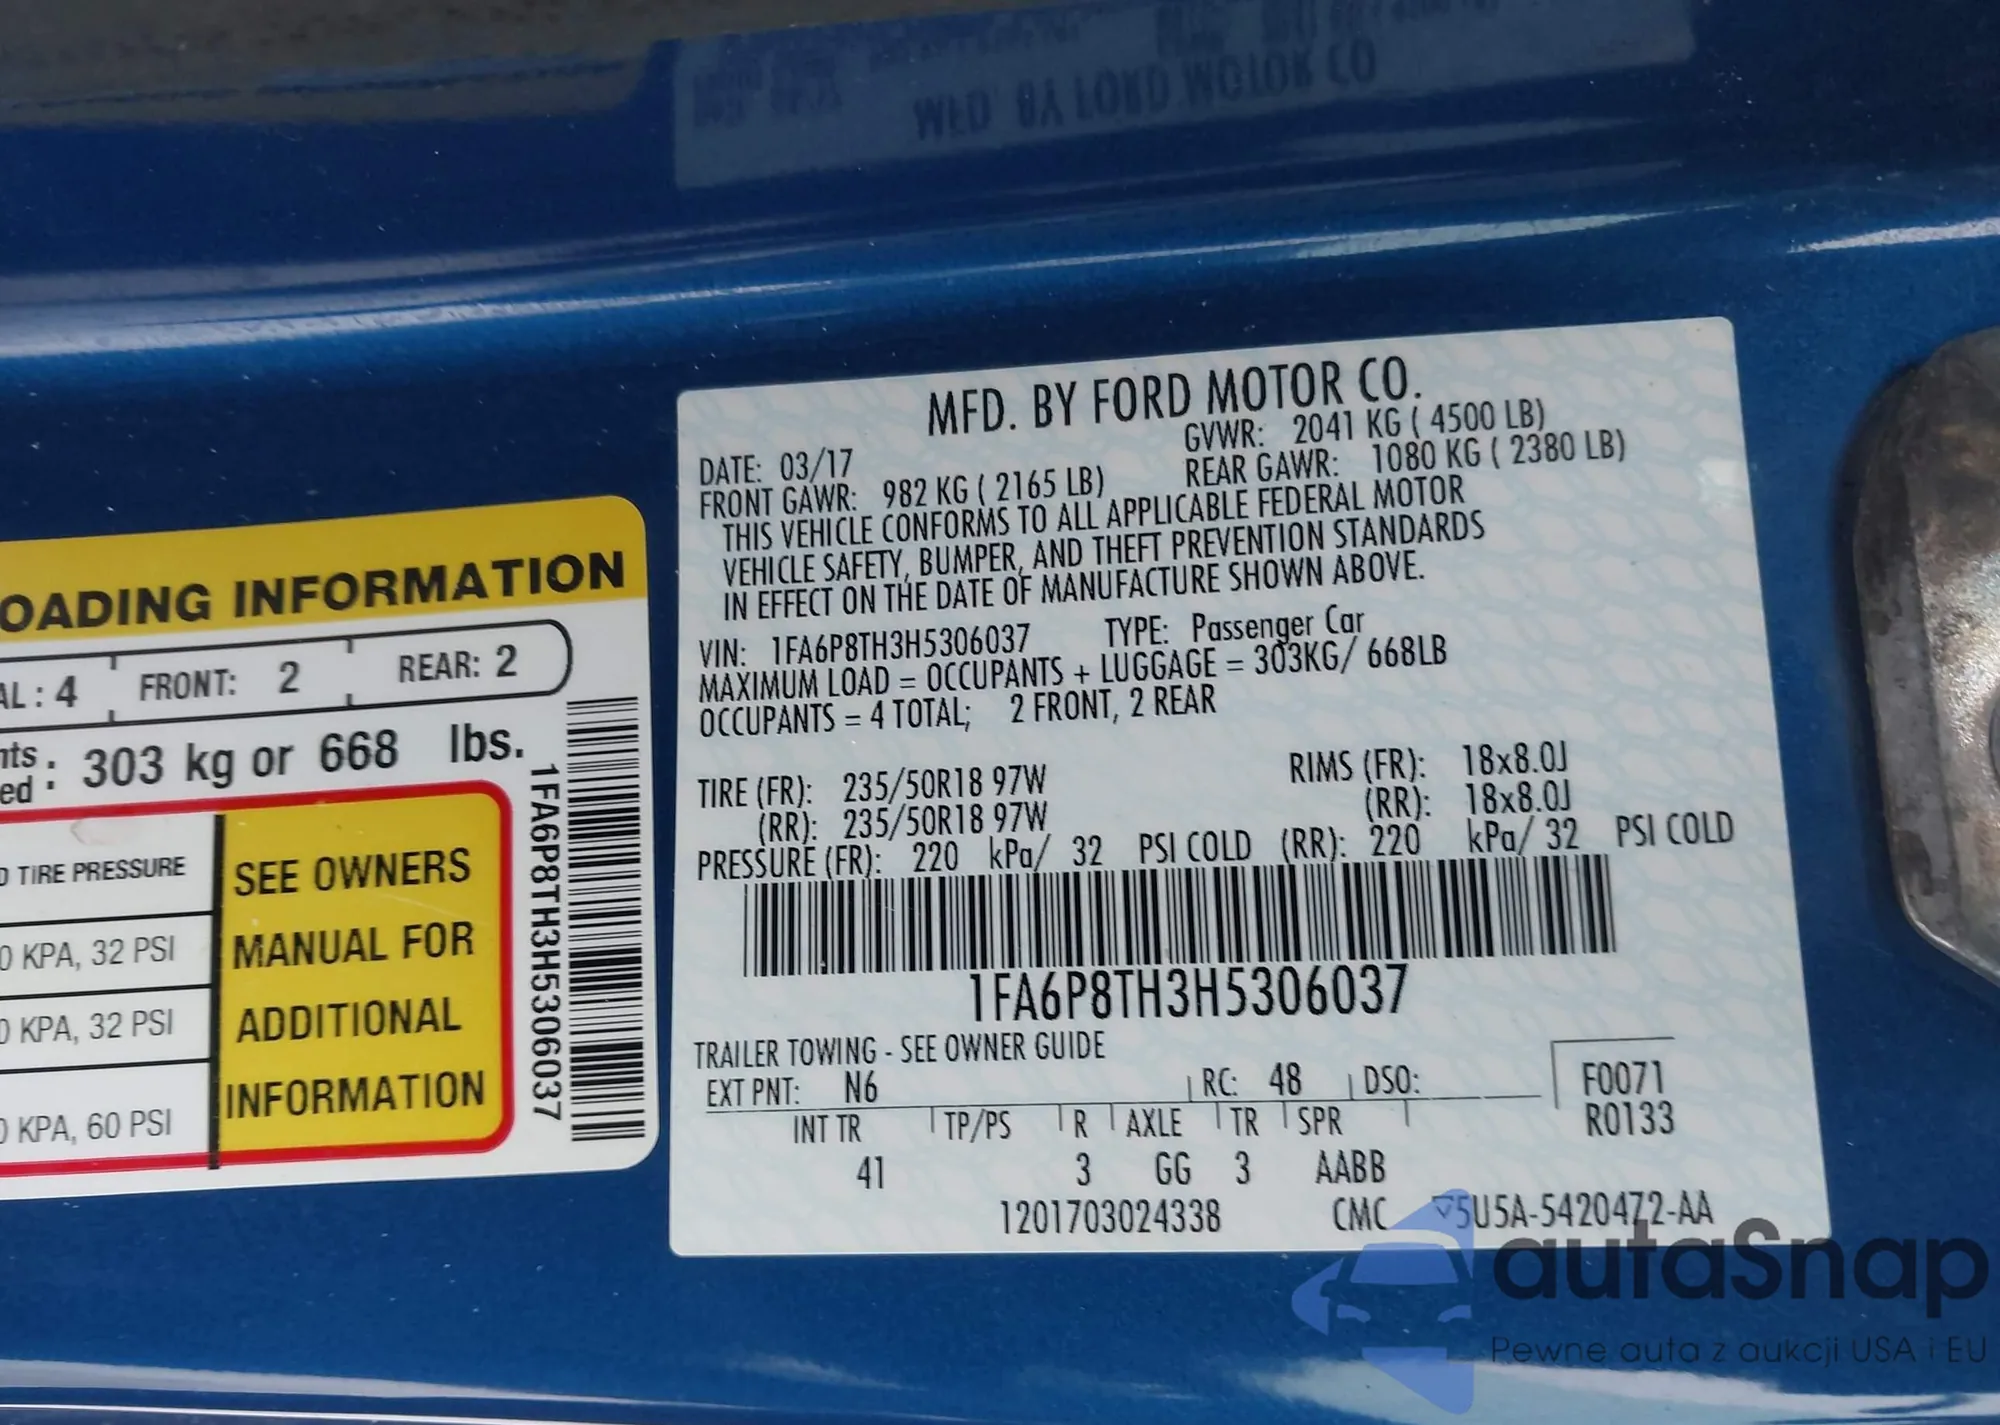 MFD. BY FORD MOTOR CO.
DATE: 03/17 GVWR: 2041 KG ( 4500 LB)
FRONT GAWR: 982 KG ( 2165 LB) REAR GAWR: 1080 KG ( 2380 LB)
THIS VEHICLE CONFORMS TO ALL APPLICABLE FEDERAL MOTOR
VEHICLE SAFETY, BUMPER, AND THEFT PREVENTION STANDARDS
IN EFFECT ON THE DATE OF MANUFACTURE SHOWN ABOVE.
VIN: 1FA6P8TH3H5306037 TYPE: Passenger Car
MAXIMUM LOAD = OCCUPANTS + LUGGAGE = 303KG/ 668LB
OCCUPANTS = 4 TOTAL; 2 FRONT, 2 REAR
TIRE (FR): 235/50R18 97W RIMS (FR): 18x8.0J
(RR): 235/50R18 97W (RR): 18x8.0J
PRESSURE (FR): 220 kPa/ 32 PSI COLD (RR): 220 kPa/ 32 PSI COLD
1FA6P8TH3H5306037
TRAILER TOWING - SEE OWNER GUIDE
EXT PNT: N6 RC: 48 DSO: F0071
R0133
INT TR TP/PS R AXLE TR SPR
41 3 GG 3 AABB
1201703024338 CMC 5U5A-5420472-AA
OADING INFORMATION
AL : 4 FRONT: 2 REAR: 2
nts
ed : 303 kg or 668 lbs.
D TIRE PRESSURE
0 KPA, 32 PSI
0 KPA, 32 PSI
0 KPA, 60 PSI
SEE OWNERS
MANUAL FOR
ADDITIONAL
INFORMATION
1FA6P8TH3H5306037
autaSnap
Pewne auta z aukcji USA i EU